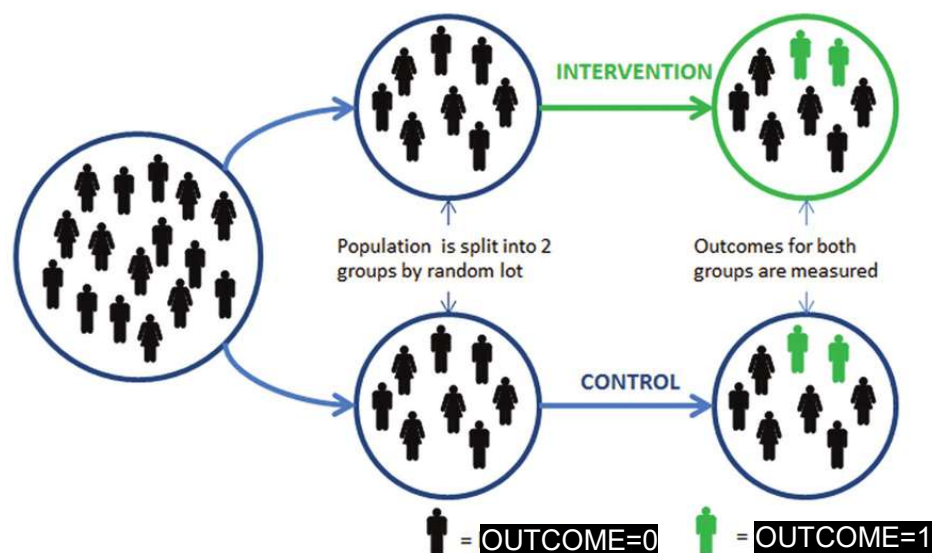 INTERVENTION
Population is split into 2
groups by random lot
Outcomes for both
groups are measured
CONTROL
= OUTCOME=0
= OUTCOME=1